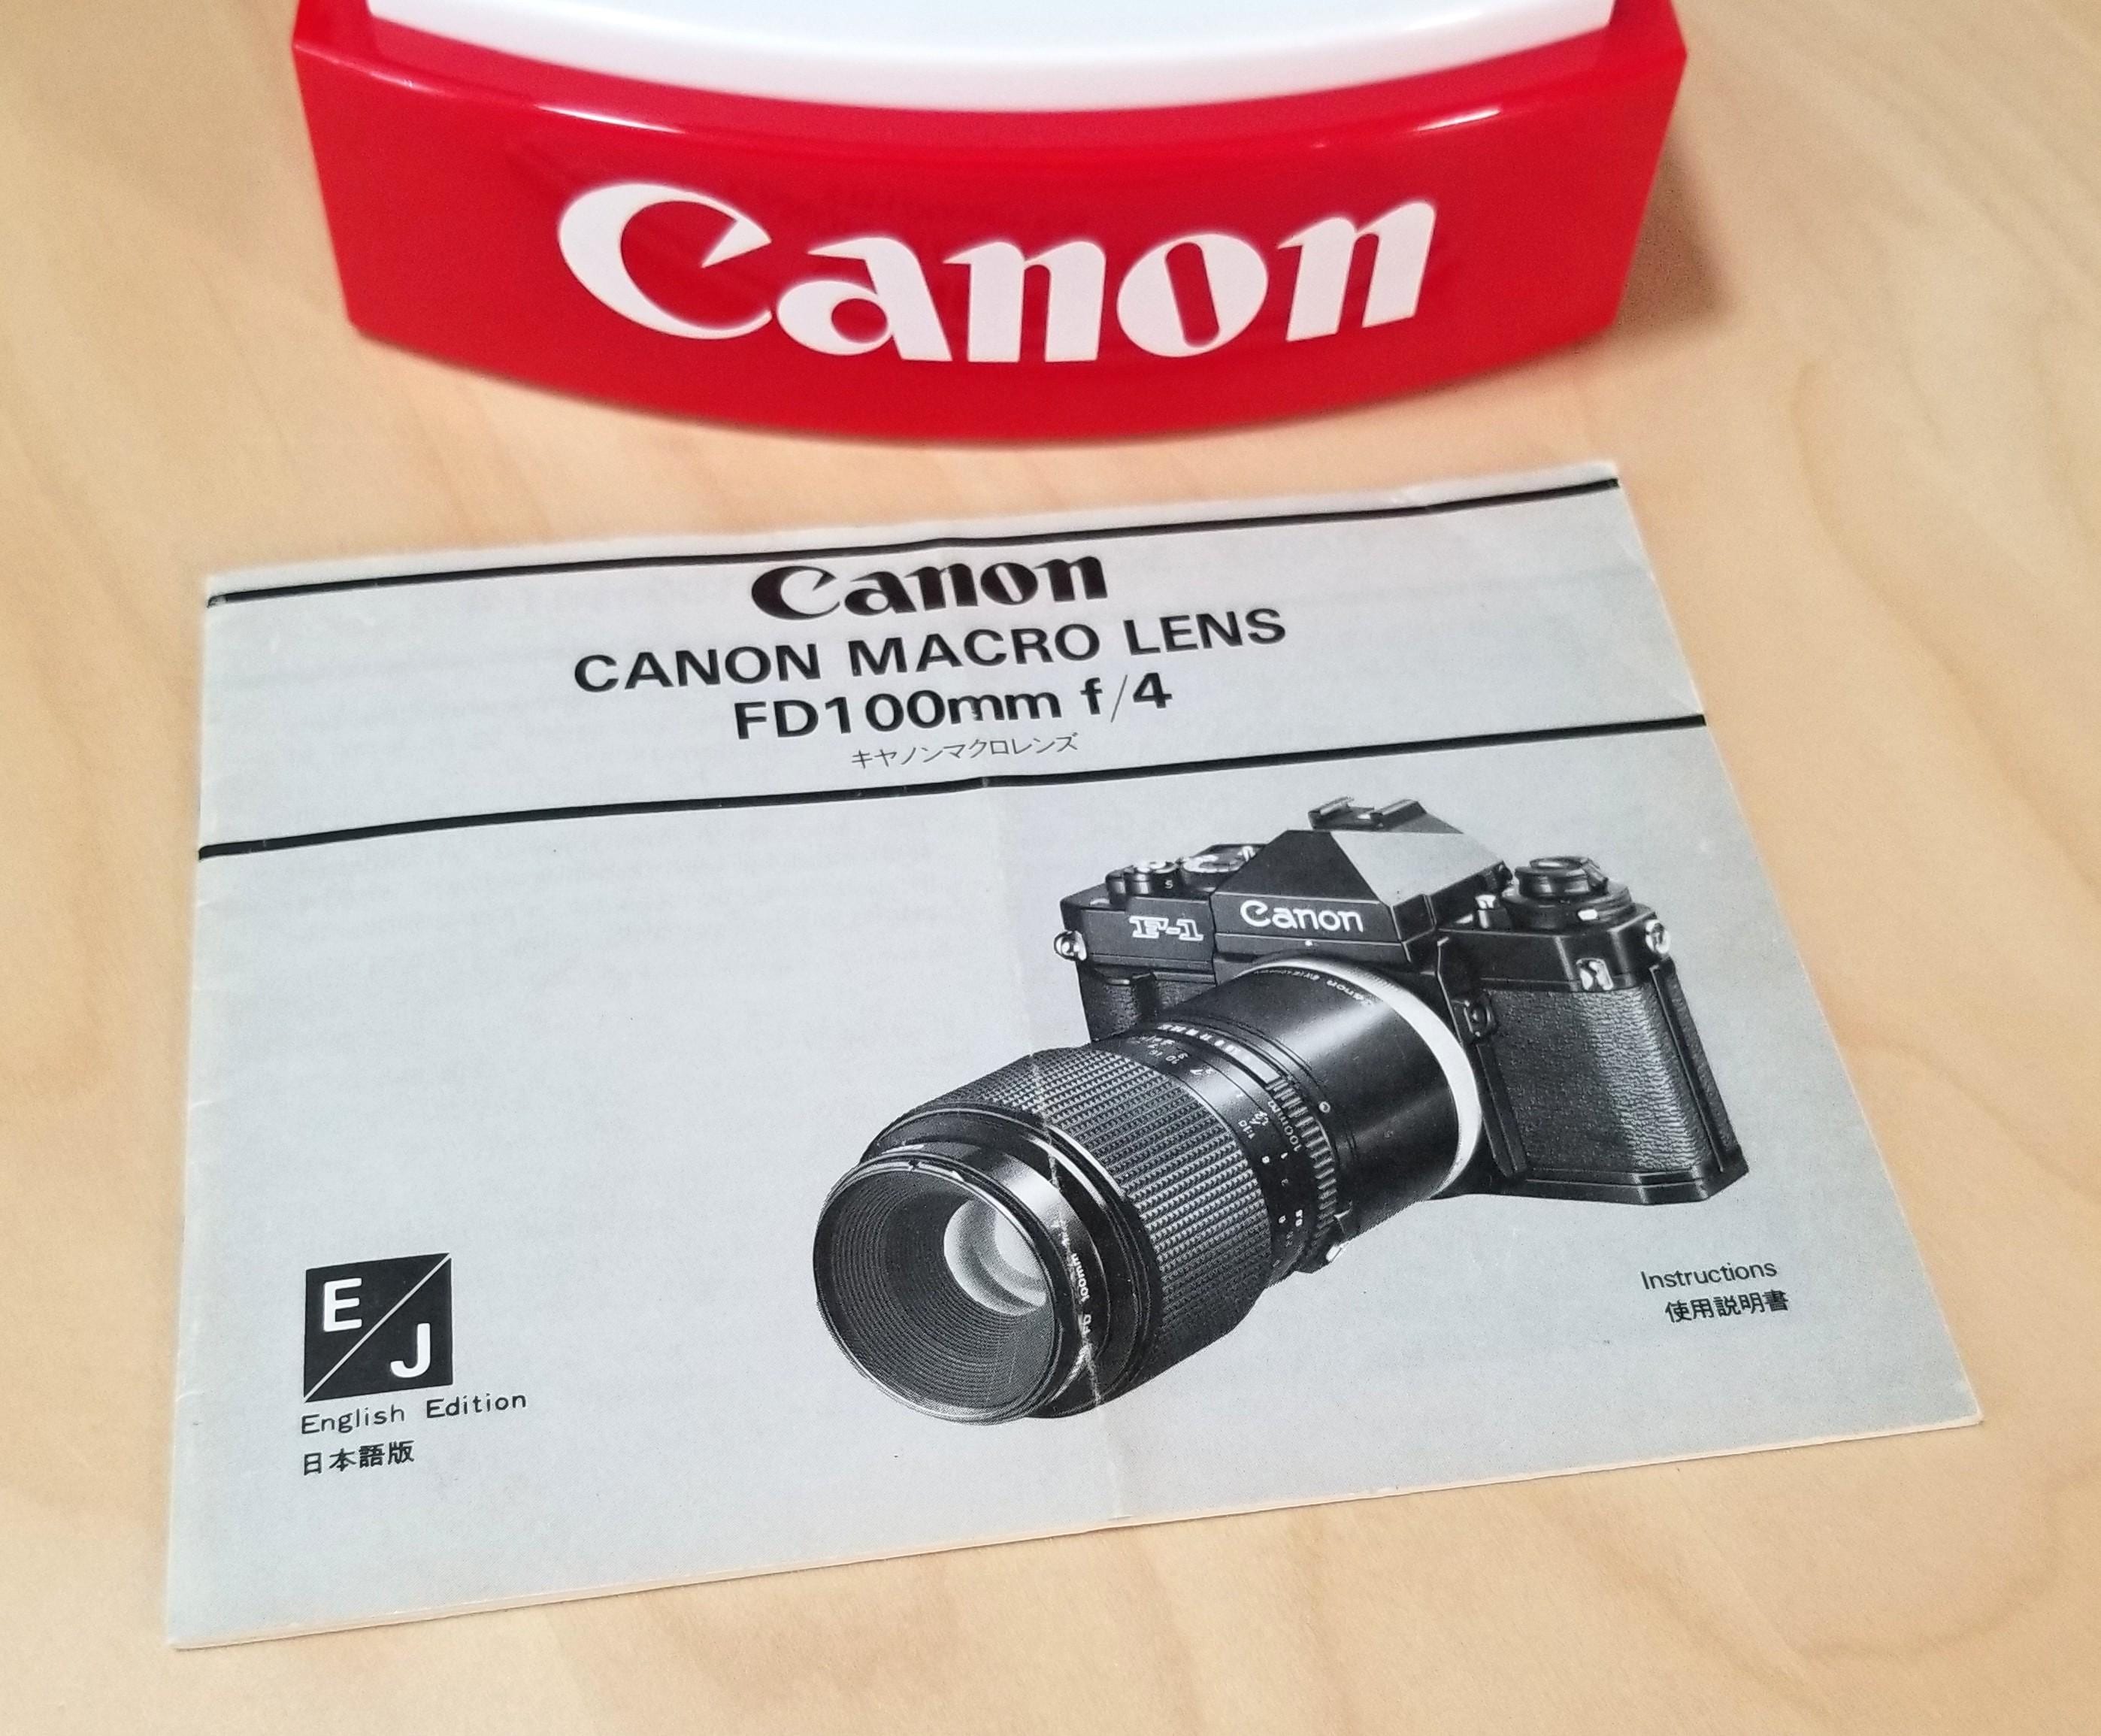 Canon
Canon
CANON MACRO LENS
FD100mm f/4
キヤノンマクロレンズ
F-1
Canon
100mm
Instructions
使用説明書
E
J
English Edition
日本語版